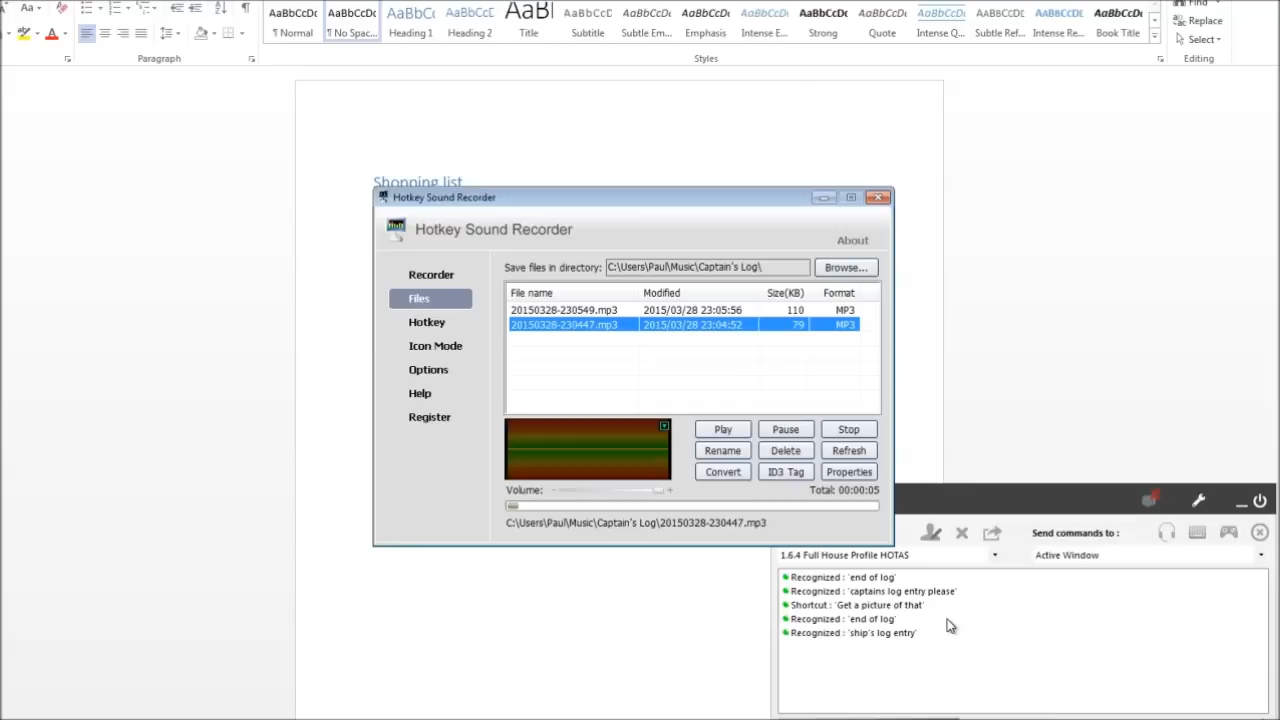 Aa
AaBbCcDc AaBbCcDc AaBbC( AaBbCcC AaB( AaBbCcC AaBbCcDc AaBbCcDc AaBbCcDc AaBbCcDc AaBbCcDc AaBbCcDc AABBCCDC AABBCCDC AaBbCcDc
¶ Normal ¶ No Spac... Heading 1 Heading 2 Title Subtitle Subtle Em... Emphasis Intense E... Strong Quote Intense Q... Subtle Ref... Intense Re... Book Title
Find
Replace
Select
Paragraph Styles Editing
Shopping list
Hotkey Sound Recorder
Hotkey Sound Recorder
About
Recorder
Files
Hotkey
Icon Mode
Options
Help
Register
Save files in directory: C:\Users\Paul\Music\Captain's Log\ Browse...
File name Modified Size(KB) Format
20150328-230549.mp3 2015/03/28 23:05:56 110 MP3
20150328-230447.mp3 2015/03/28 23:04:52 79 MP3
Play Pause Stop
Rename Delete Refresh
Convert ID3 Tag Properties
Volume: - + Total: 00:00:05
C:\Users\Paul\Music\Captain's Log\20150328-230447.mp3
Send commands to :
1.6.4 Full House Profile HOTAS Active Window
Recognized : 'end of log'
Recognized : 'captains log entry please'
Shortcut : 'Get a picture of that'
Recognized : 'end of log'
Recognized : 'ship's log entry'